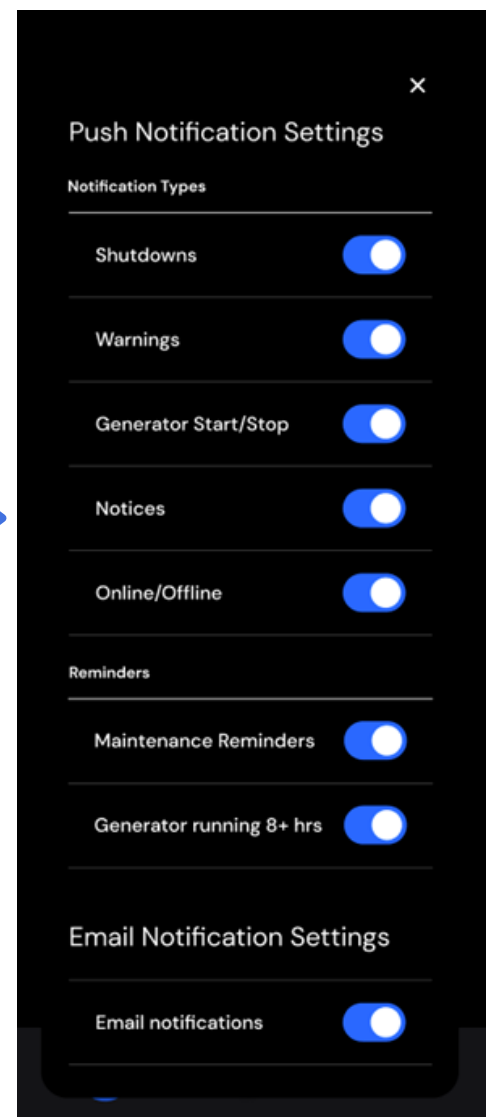 Push Notification Settings
Notification Types
Shutdowns
Warnings
Generator Start/Stop
Notices
Online/Offline
Reminders
Maintenance Reminders
Generator running 8+ hrs
Email Notification Settings
Email notifications